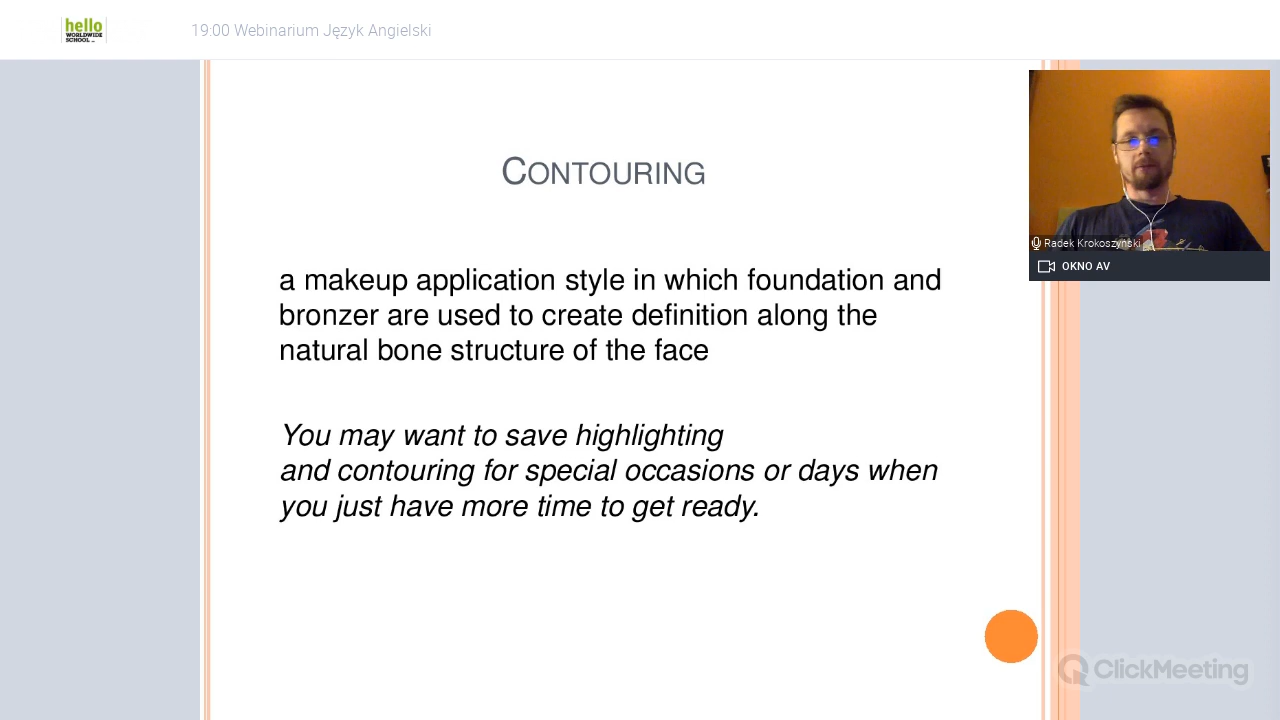 hello
WORLDWIDE
SCHOOL
19:00 Webinarium Język Angielski
CONTOURING
a makeup application style in which foundation and
bronzer are used to create definition along the
natural bone structure of the face
You may want to save highlighting
and contouring for special occasions or days when
you just have more time to get ready.
Radek Krokoszyński
OKNO AV
ClickMeeting